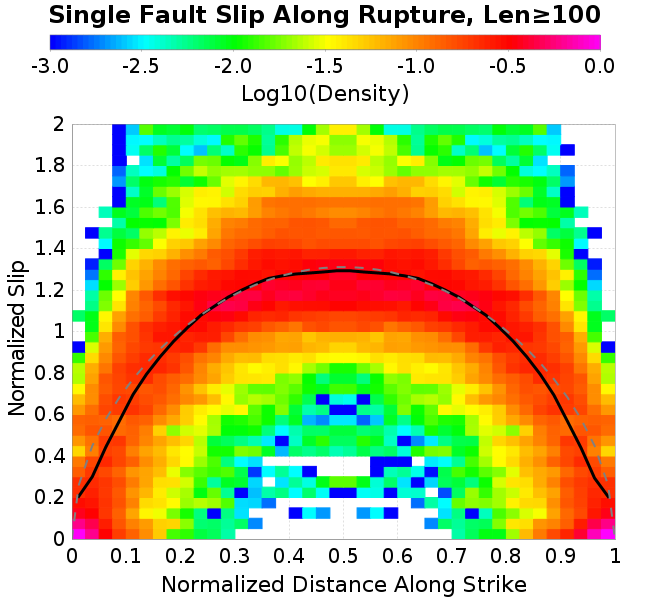 Single Fault Slip Along Rupture, Len≥100
-3.0 -2.5 -2.0 -1.5 -1.0 -0.5 0.0
Log10(Density)
2
1.8
1.6
1.4
1.2
1
0.8
0.6
0.4
0.2
0
Normalized Slip
0 0.1 0.2 0.3 0.4 0.5 0.6 0.7 0.8 0.9 1
Normalized Distance Along Strike